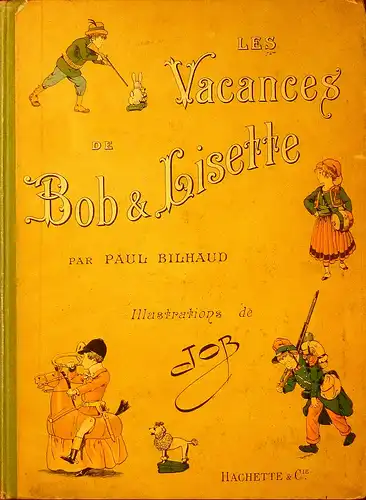 LES
Vacances
DE
Bob & Lisette
PAR PAUL BILHAUD
Illustrations de
JOB
HACHETTE & Cie.